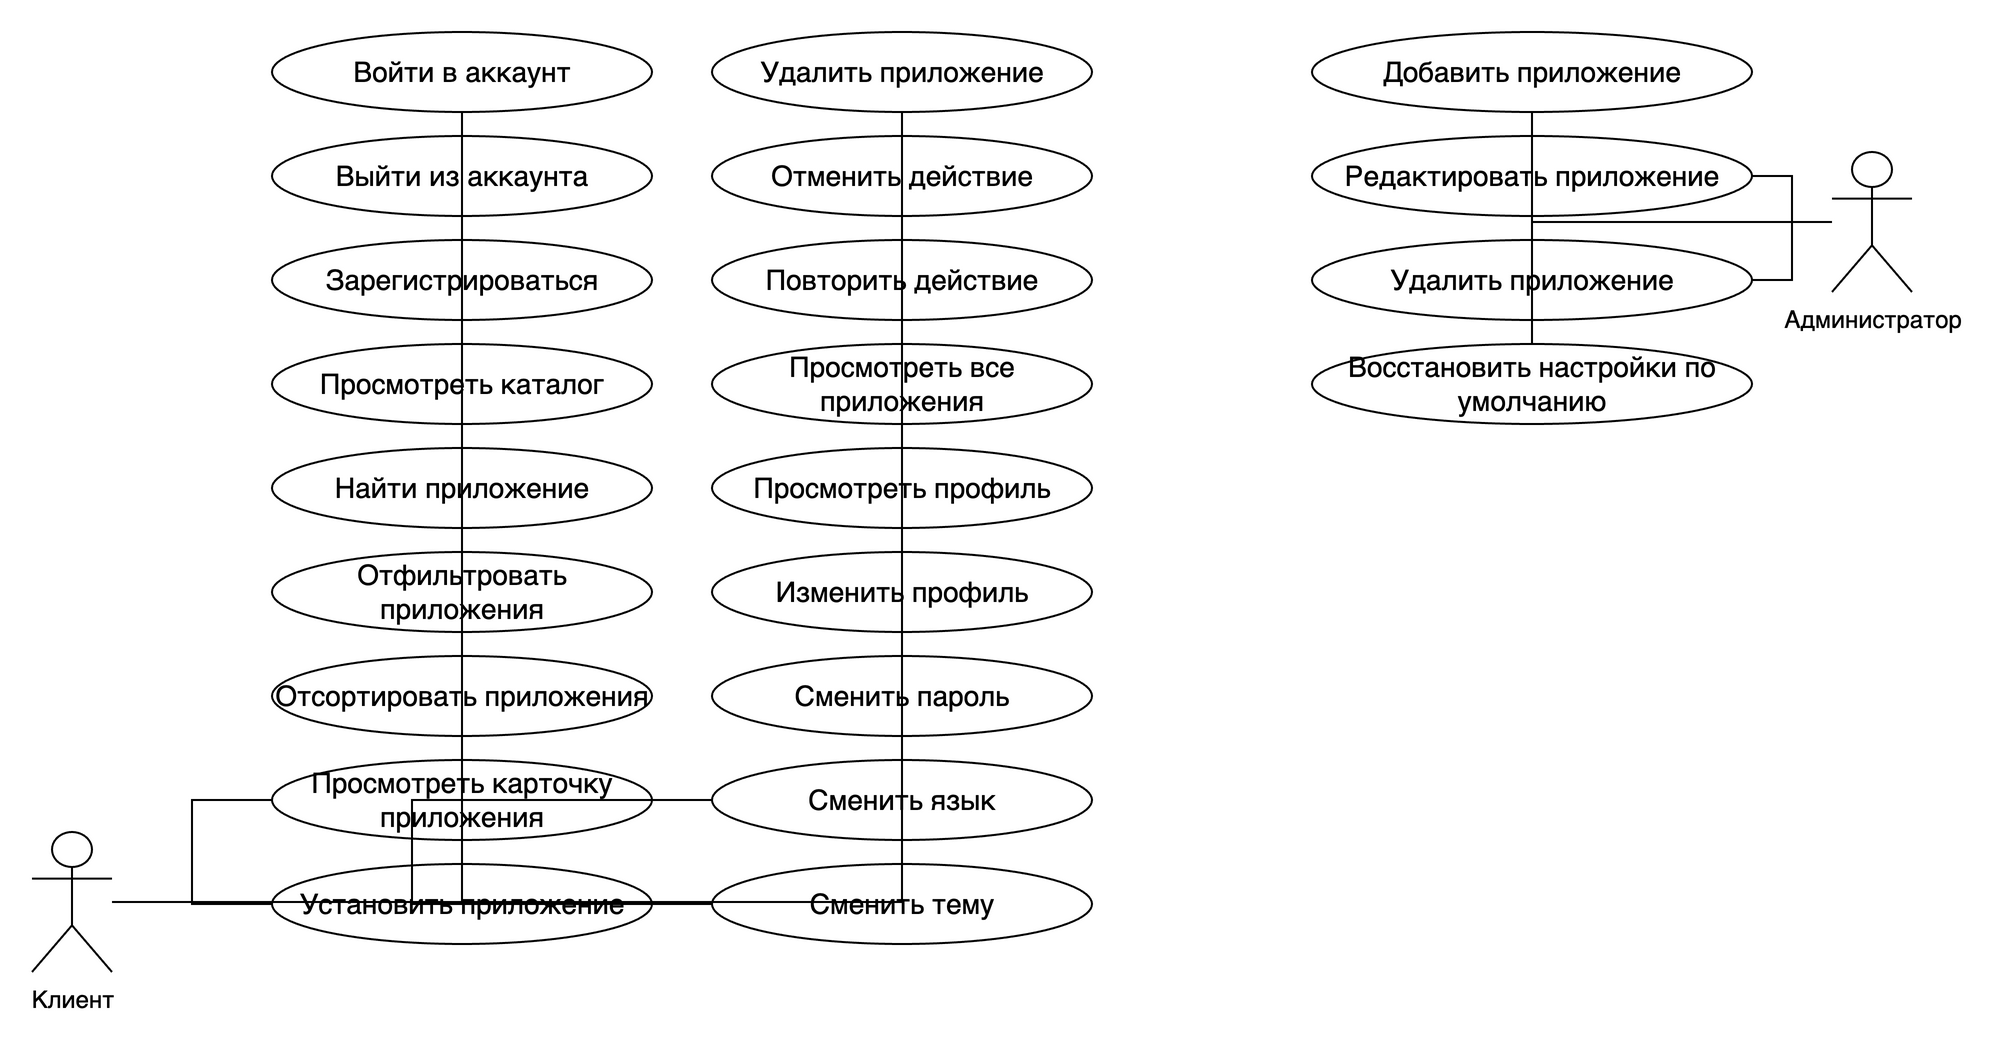 Войти в аккаунт
Выйти из аккаунта
Зарегистрироваться
Просмотреть каталог
Найти приложение
Отфильтровать
приложения
Отсортировать приложения
Просмотреть карточку
приложения
Установить приложение
Удалить приложение
Отменить действие
Повторить действие
Просмотреть все
приложения
Просмотреть профиль
Изменить профиль
Сменить пароль
Сменить язык
Сменить тему
Добавить приложение
Редактировать приложение
Удалить приложение
Восстановить настройки по
умолчанию
Администратор
Клиент